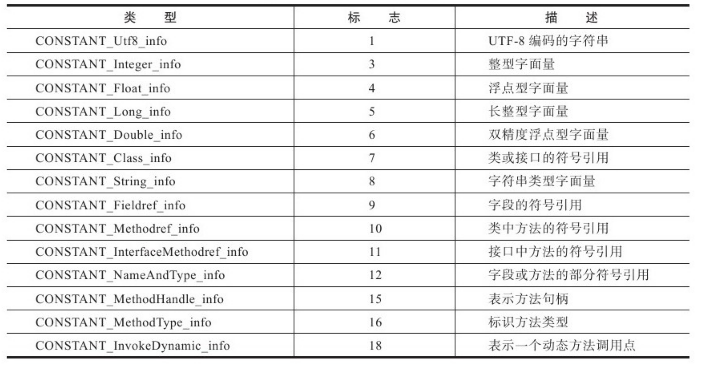 类 型 标 志 描 述
CONSTANT_Utf8_info 1 UTF-8 编码的字符串
CONSTANT_Integer_info 3 整型字面量
CONSTANT_Float_info 4 浮点型字面量
CONSTANT_Long_info 5 长整型字面量
CONSTANT_Double_info 6 双精度浮点型字面量
CONSTANT_Class_info 7 类或接口的符号引用
CONSTANT_String_info 8 字符串类型字面量
CONSTANT_Fieldref_info 9 字段的符号引用
CONSTANT_Methodref_info 10 类中方法的符号引用
CONSTANT_InterfaceMethodref_info 11 接口中方法的符号引用
CONSTANT_NameAndType_info 12 字段或方法的部分符号引用
CONSTANT_MethodHandle_info 15 表示方法句柄
CONSTANT_MethodType_info 16 标识方法类型
CONSTANT_InvokeDynamic_info 18 表示一个动态方法调用点